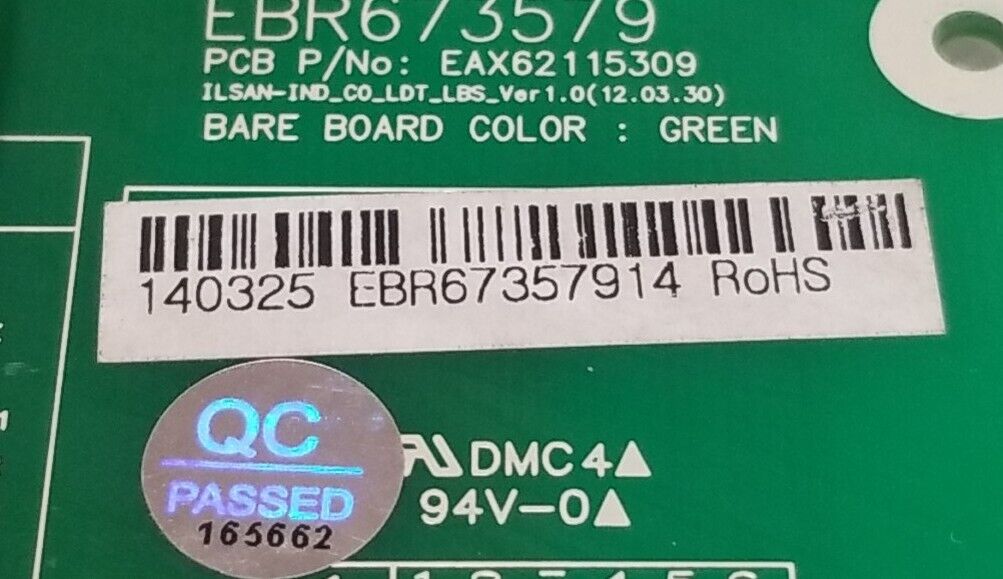 EBR673579
PCB P/No: EAX62115309
ILSAN-IND_CO_LDT_LBS_Ver1.0(12.03.30)
BARE BOARD COLOR : GREEN
140325 EBR67357914 RoHS
QC
PASSED
165662
DMC4▲
94V-0▲